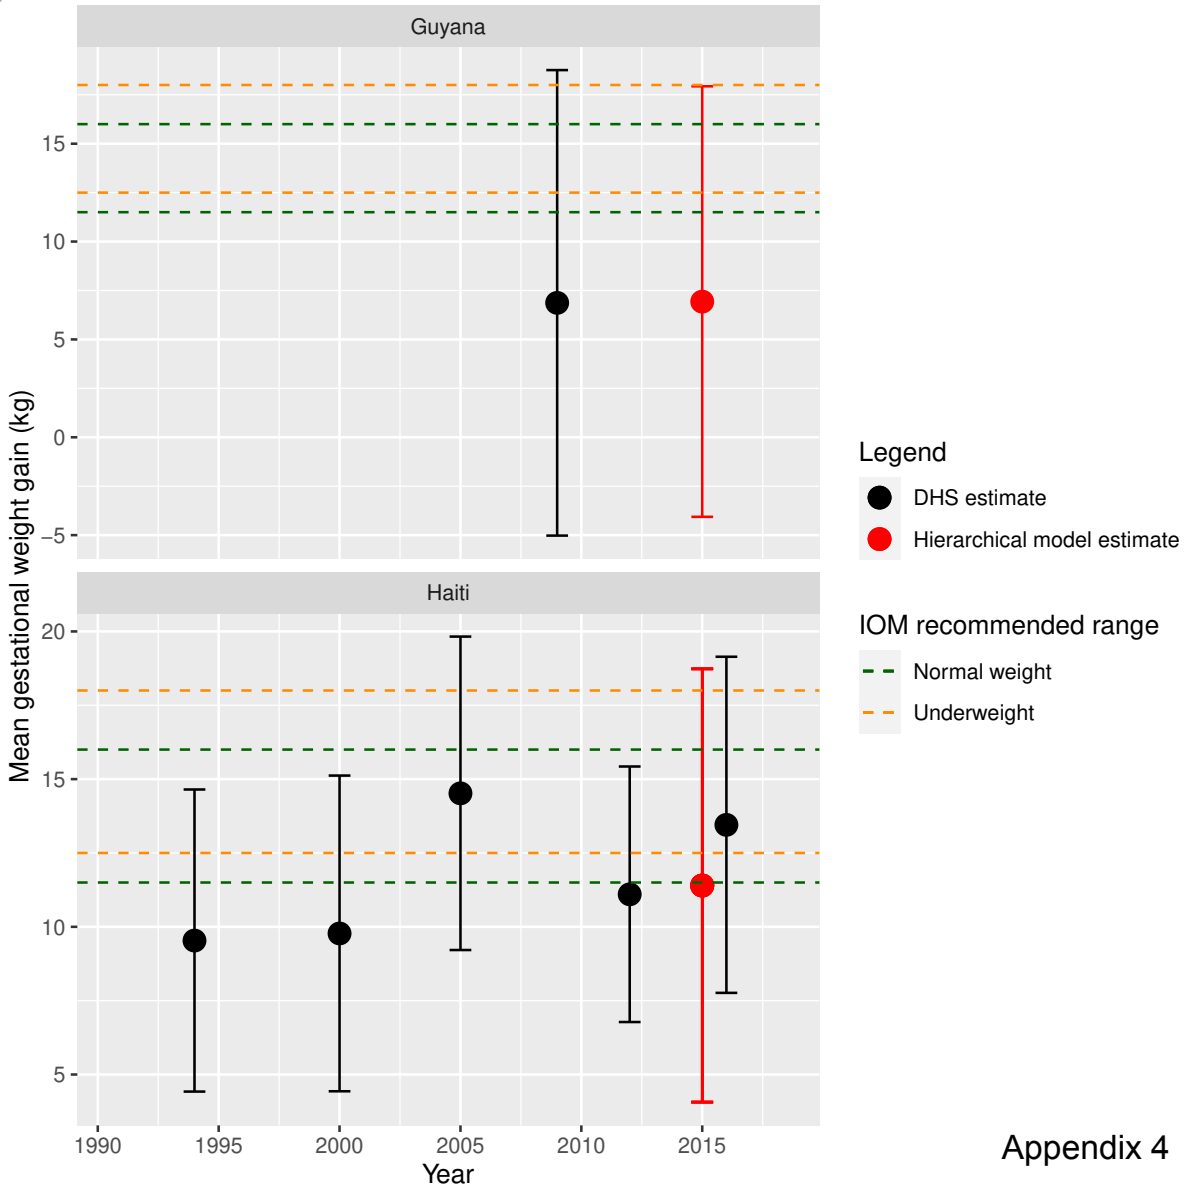 Guyana
15
10
5
0
−5
Haiti
20
15
10
5
1990 1995 2000 2005 2010 2015
Year
Mean gestational weight gain (kg)
Legend
DHS estimate
Hierarchical model estimate
IOM recommended range
Normal weight
Underweight
Appendix 4